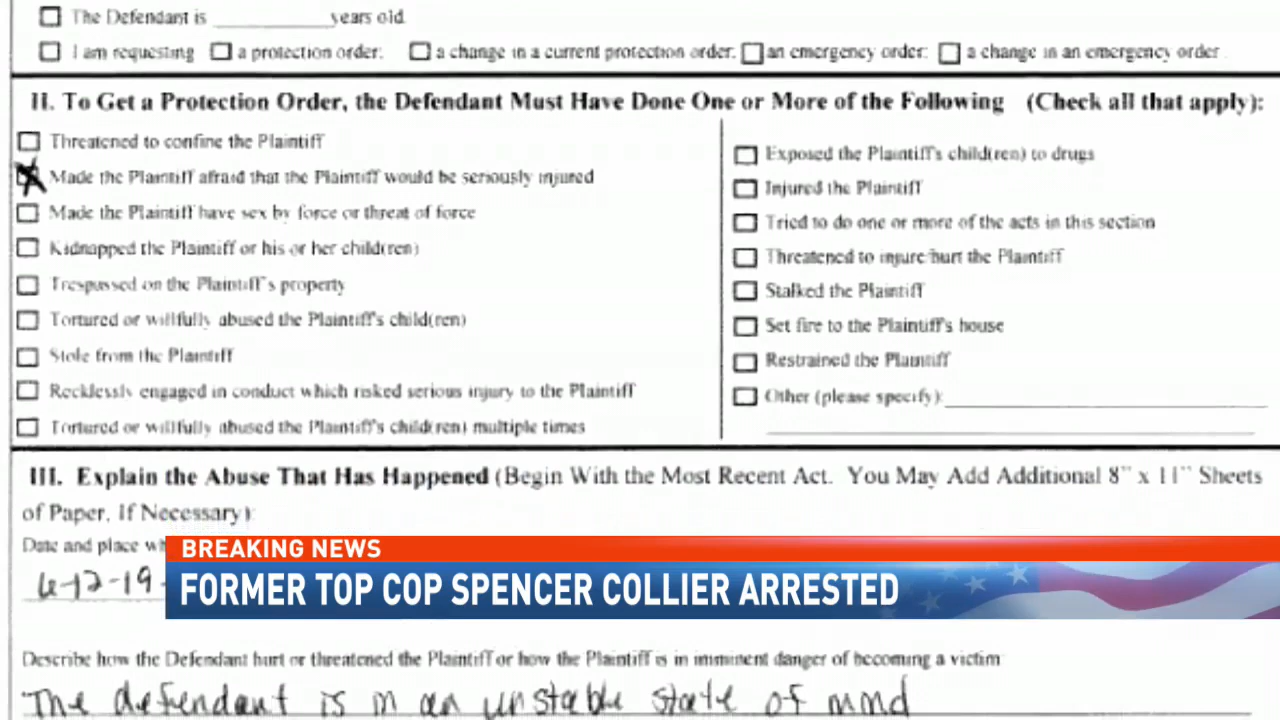 The Defendant is __________ years old
I am requesting a protection order; a change in a current protection order; an emergency order; a change in an emergency order
II. To Get a Protection Order, the Defendant Must Have Done One or More of the Following (Check all that apply):
Threatened to confine the Plaintiff
Made the Plaintiff afraid that the Plaintiff would be seriously injured
Made the Plaintiff have sex by force or threat of force
Kidnapped the Plaintiff or his or her child(ren)
Trespassed on the Plaintiff's property
Tortured or willfully abused the Plaintiff's child(ren)
Stole from the Plaintiff
Recklessly engaged in conduct which risked serious injury to the Plaintiff
Tortured or willfully abused the Plaintiff's child(ren) multiple times
Exposed the Plaintiff's child(ren) to drugs
Injured the Plaintiff
Tried to do one or more of the acts in this section
Threatened to injure/hurt the Plaintiff
Stalked the Plaintiff
Set fire to the Plaintiff's house
Restrained the Plaintiff
Other (please specify):
III. Explain the Abuse That Has Happened (Begin With the Most Recent Act. You May Add Additional 8" x 11" Sheets
of Paper, If Necessary):
Date and place
6-12-19
BREAKING NEWS
FORMER TOP COP SPENCER COLLIER ARRESTED
Describe how the Defendant hurt or threatened the Plaintiff or how the Plaintiff is in imminent danger of becoming a victim
The defendant is in an unstable state of mind